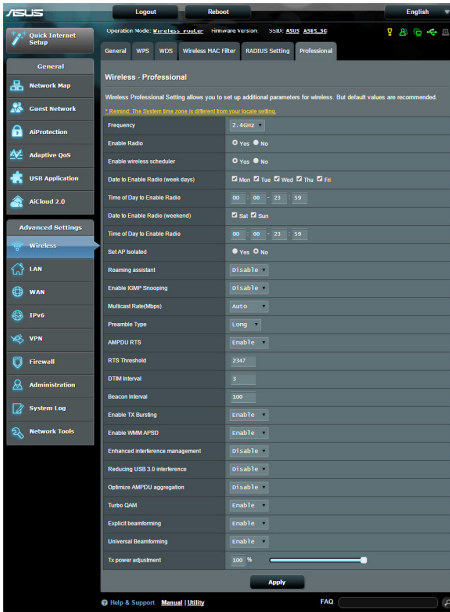 ASUS
Logout
Reboot
English
Quick Internet Setup
Operation Mode: Wireless router Firmware Version: SSID: ASUS ASUS_5G
General WPS WDS Wireless MAC Filter RADIUS Setting Professional
General
Network Map
Guest Network
AiProtection
Adaptive QoS
USB Application
AiCloud 2.0
Advanced Settings
Wireless
LAN
WAN
IPv6
VPN
Firewall
Administration
System Log
Network Tools
Wireless - Professional
Wireless Professional Setting allows you to set up additional parameters for wireless. But default values are recommended.
* Remind: The System time zone is different from your locale setting.
Frequency 2.4GHz
Enable Radio Yes No
Enable wireless scheduler Yes No
Date to Enable Radio (week days) Mon Tue Wed Thu Fri
Time of Day to Enable Radio 00 : 00 - 23 : 59
Date to Enable Radio (weekend) Sat Sun
Time of Day to Enable Radio 00 : 00 - 23 : 59
Set AP Isolated Yes No
Roaming assistant Disable
Enable IGMP Snooping Disable
Multicast Rate(Mbps) Auto
Preamble Type Long
AMPDU RTS Enable
RTS Threshold 2347
DTIM Interval 3
Beacon Interval 100
Enable TX Bursting Enable
Enable WMM APSD Enable
Enhanced interference management Disable
Reducing USB 3.0 interference Disable
Optimize AMPDU aggregation Disable
Turbo QAM Enable
Explicit beamforming Enable
Universal Beamforming Enable
Tx power adjustment 100 %
Apply
Help & Support Manual | Utility FAQ